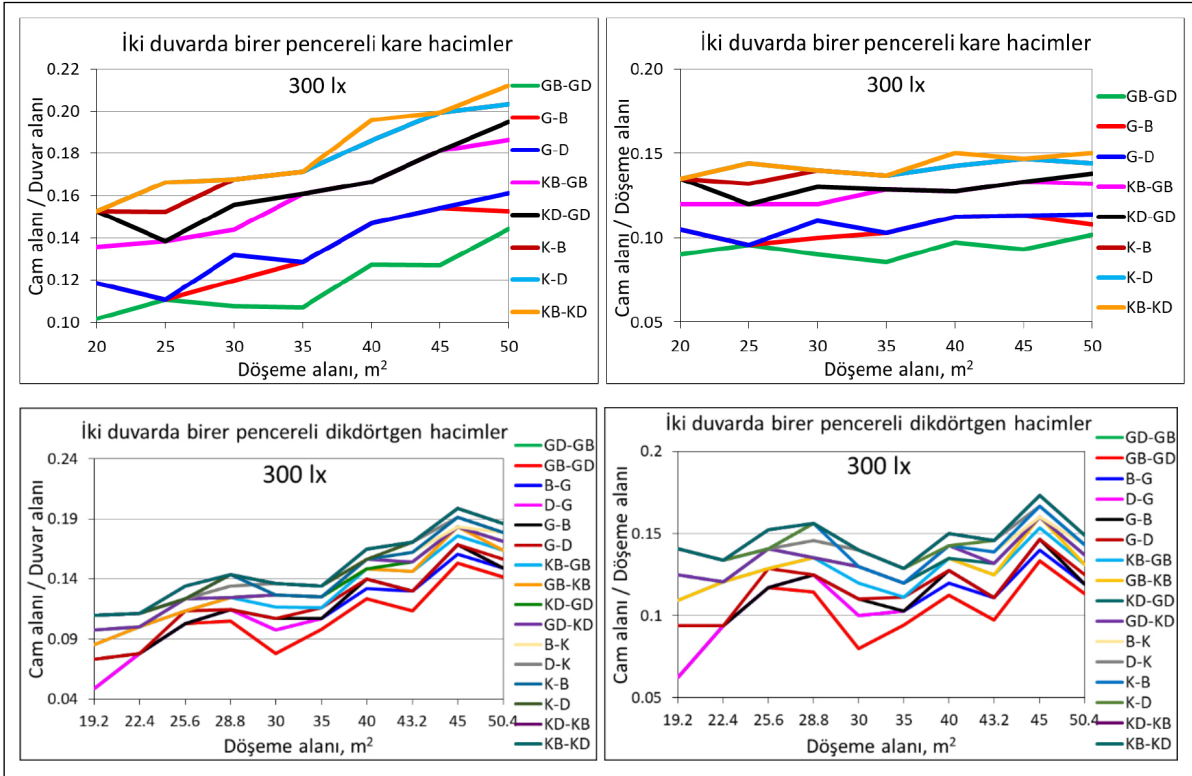 İki duvarda birer pencereli kare hacimler
300 lx
Cam alanı / Duvar alanı
0.22
0.20
0.18
0.16
0.14
0.12
0.10
20 25 30 35 40 45 50
Döşeme alanı, m²
GB-GD
G-B
G-D
KB-GB
KD-GD
K-B
K-D
KB-KD
İki duvarda birer pencereli kare hacimler
300 lx
Cam alanı / Döşeme alanı
0.20
0.15
0.10
0.05
20 25 30 35 40 45 50
Döşeme alanı, m²
GB-GD
G-B
G-D
KB-GB
KD-GD
K-B
K-D
KB-KD
İki duvarda birer pencereli dikdörtgen hacimler
300 lx
Cam alanı / Duvar alanı
0.24
0.19
0.14
0.09
0.04
19.2 22.4 25.6 28.8 30 35 40 43.2 45 50.4
Döşeme alanı, m²
GD-GB
GB-GD
B-G
D-G
G-B
G-D
KB-GB
GB-KB
KD-GD
GD-KD
B-K
D-K
K-B
K-D
KD-KB
KB-KD
İki duvarda birer pencereli dikdörtgen hacimler
300 lx
Cam alanı / Döşeme alanı
0.2
0.15
0.1
0.05
19.2 22.4 25.6 28.8 30 35 40 43.2 45 50.4
Döşeme alanı, m²
GD-GB
GB-GD
B-G
D-G
G-B
G-D
KB-GB
GB-KB
KD-GD
GD-KD
B-K
D-K
K-B
K-D
KD-KB
KB-KD